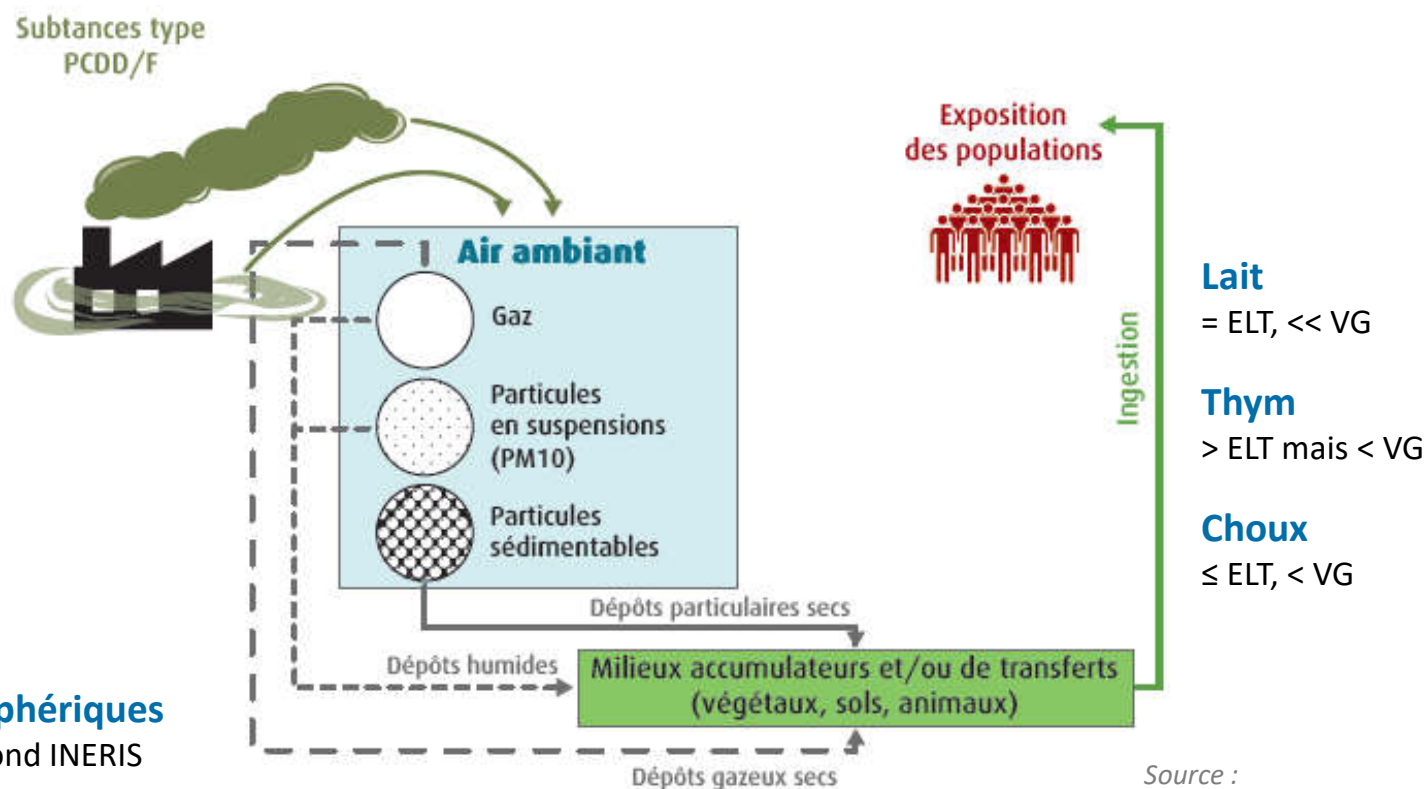 Subtances type
PCDD/F
Exposition
des populations
Air ambiant
Gaz
Particules
en suspensions
(PM10)
Particules
sédimentables
Ingestion
Lait
= ELT, << VG
Thym
> ELT mais < VG
Choux
≤ ELT, < VG
Dépôts particulaires secs
Dépôts humides
Milieux accumulateurs et/ou de transferts
(végétaux, sols, animaux)
phériques
ond INERIS
Dépôts gazeux secs
Source :